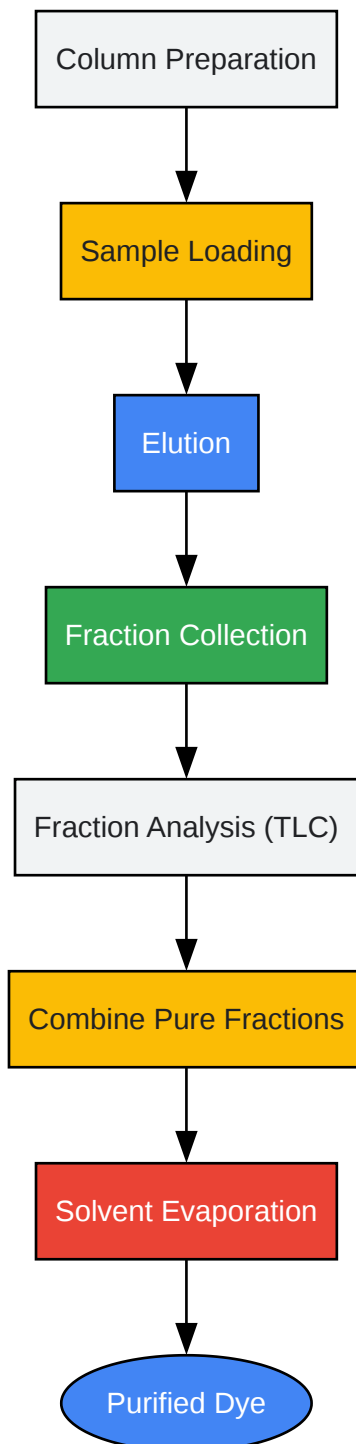 Column Preparation
Sample Loading
Elution
Fraction Collection
Fraction Analysis (TLC)
Combine Pure Fractions
Solvent Evaporation
Purified Dye